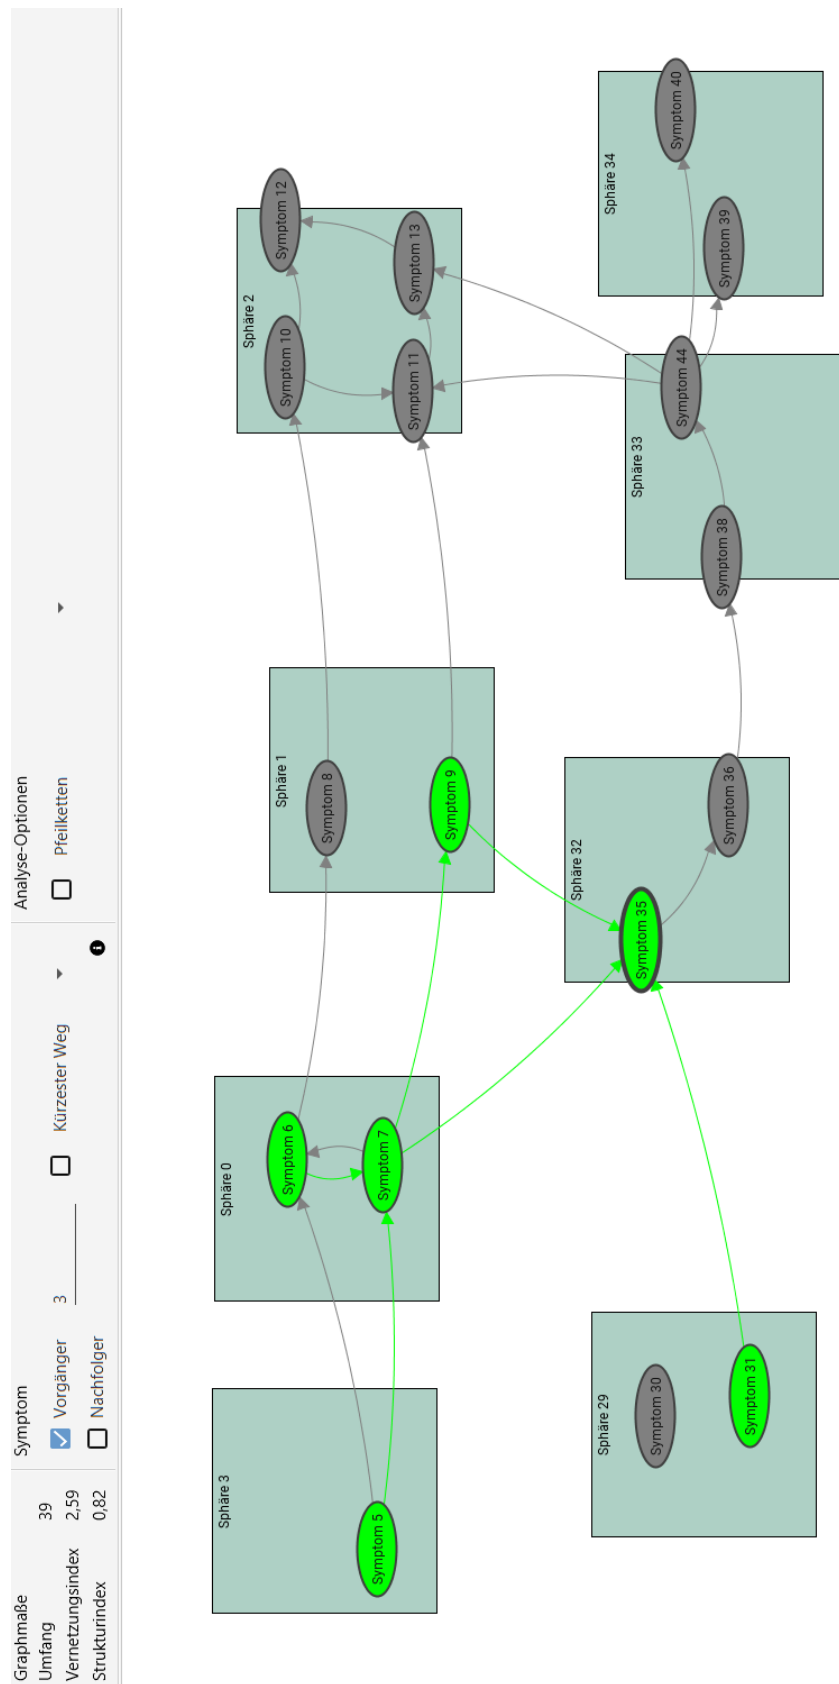 Graphmaße
Umfang 39
Vernetzungsindex 2,59
Strukturindex 0,82
Symptom
Vorgänger 3
Nachfolger
Kürzester Weg
Analyse-Optionen
Pfeilketten
Sphäre 3
Symptom 5
Sphäre 0
Symptom 6
Symptom 7
Sphäre 1
Symptom 8
Symptom 9
Sphäre 2
Symptom 10
Symptom 12
Symptom 11
Symptom 13
Sphäre 29
Symptom 30
Symptom 31
Sphäre 32
Symptom 35
Symptom 36
Sphäre 33
Symptom 44
Symptom 38
Sphäre 34
Symptom 40
Symptom 39